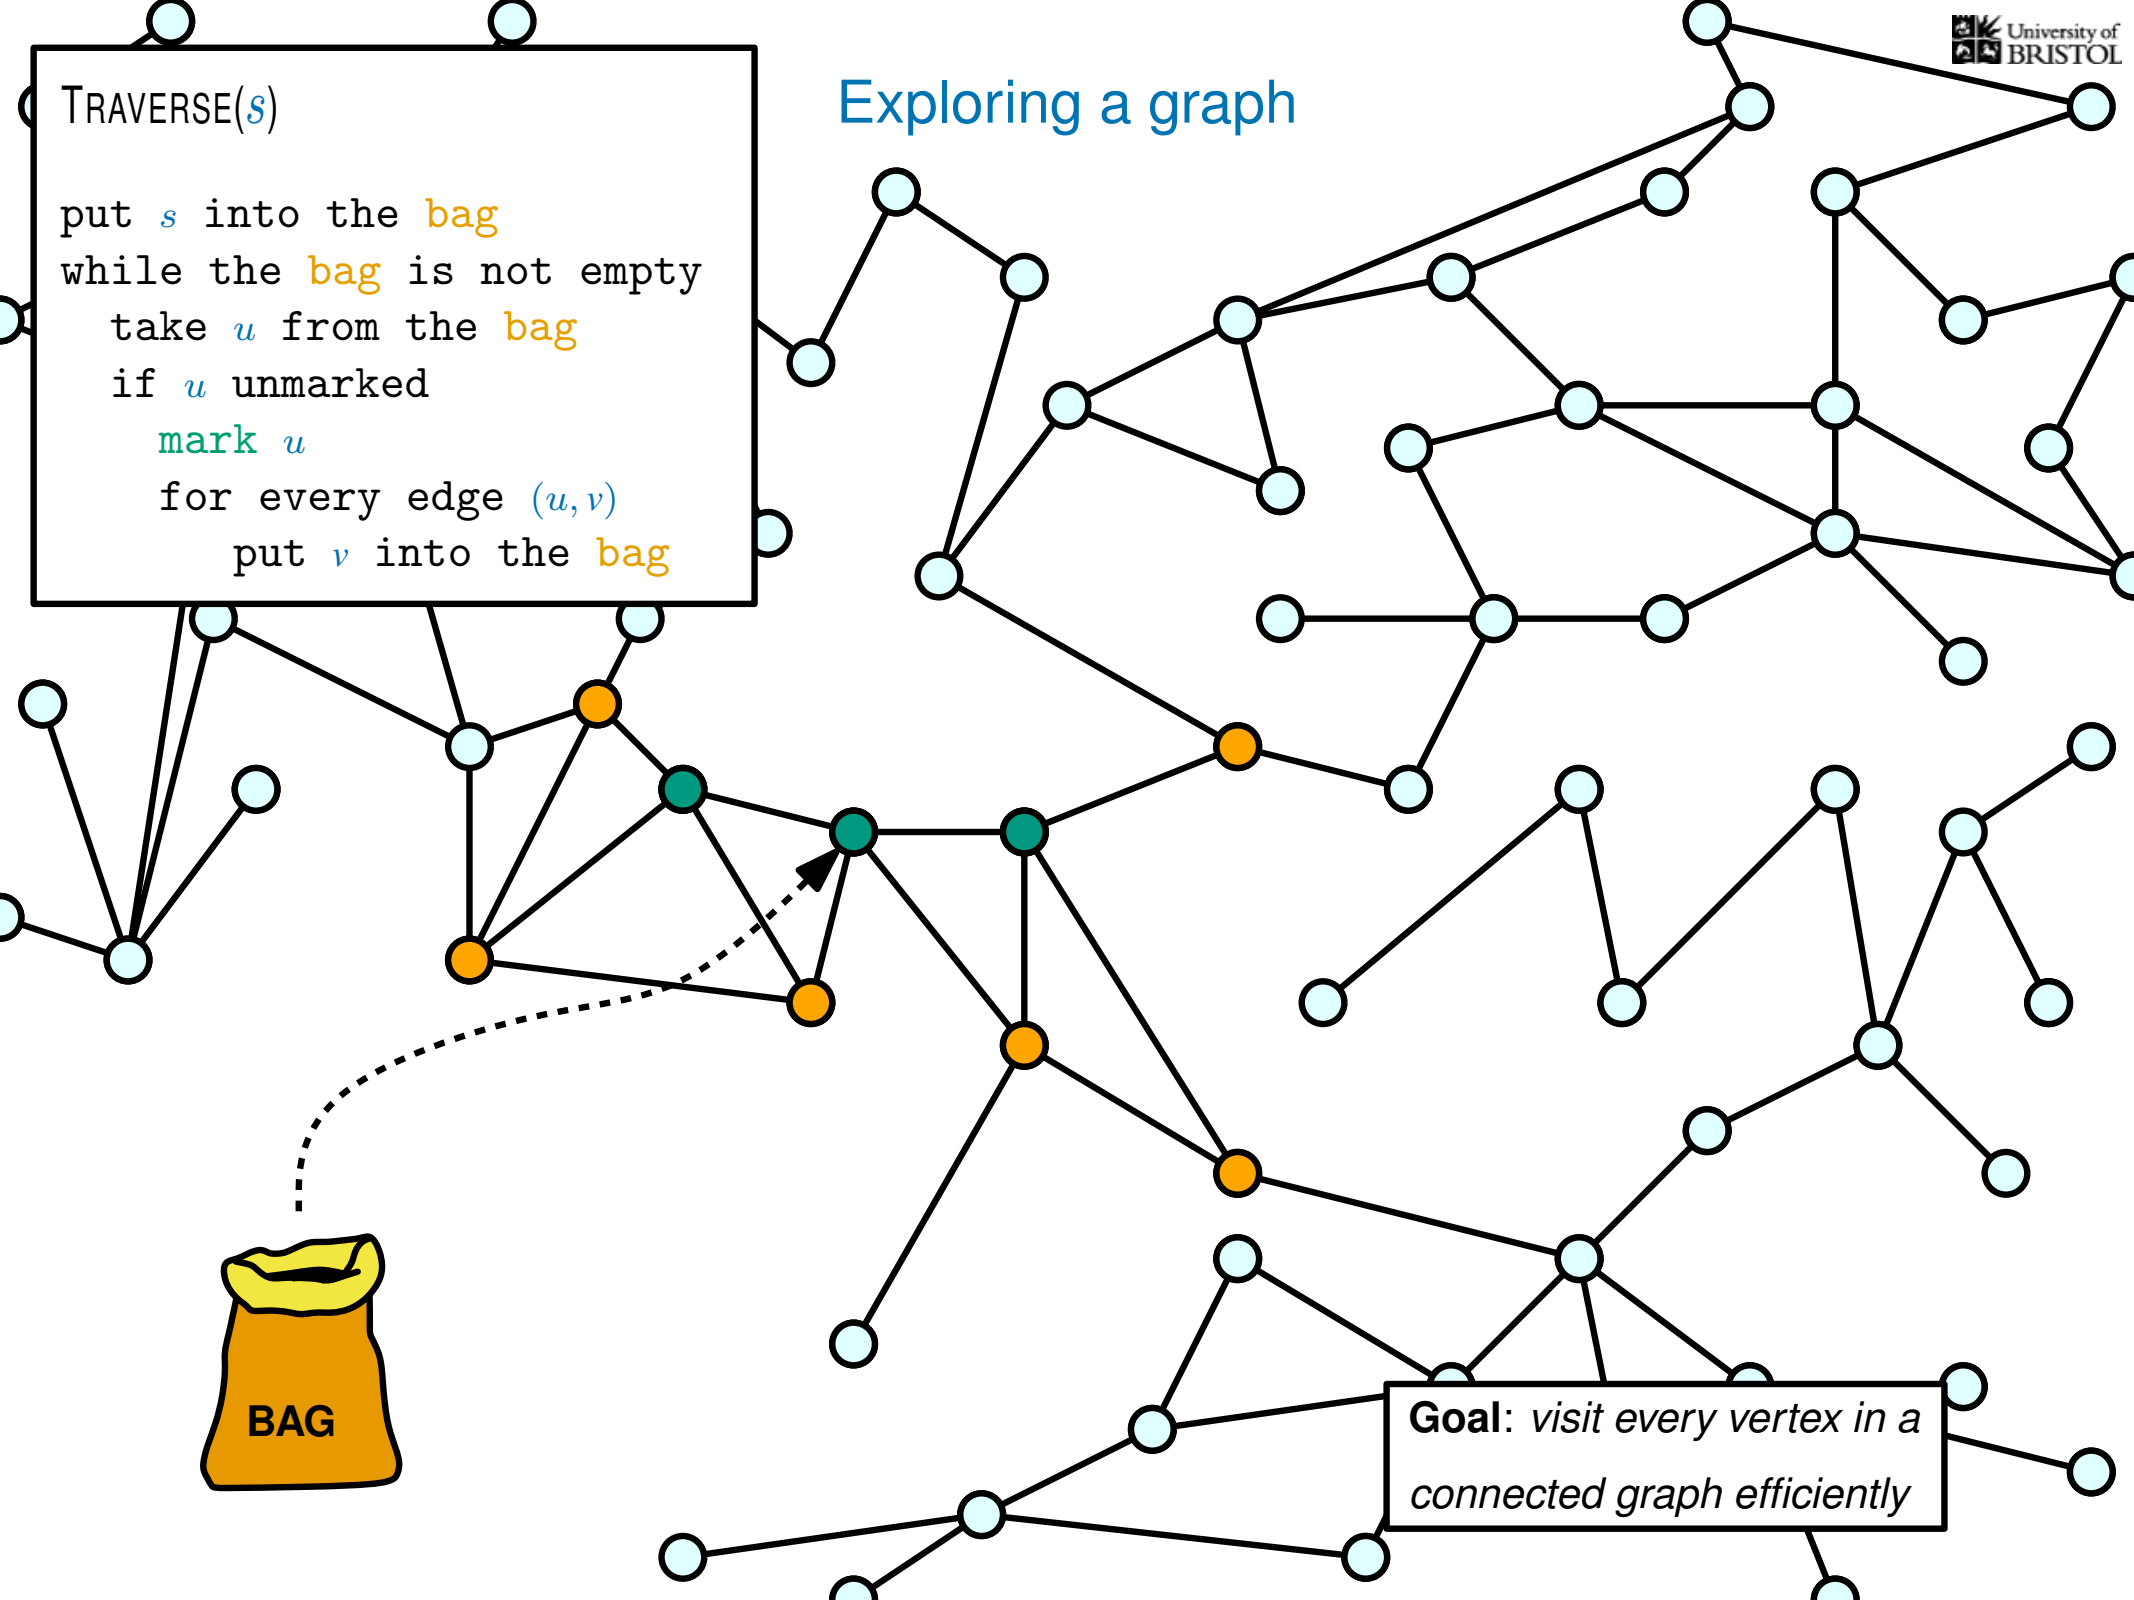 University of
BRISTOL
Exploring a graph
TRAVERSE(s)
put s into the bag
while the bag is not empty
take u from the bag
if u unmarked
mark u
for every edge (u, v)
put v into the bag
BAG
Goal: visit every vertex in a
connected graph efficiently